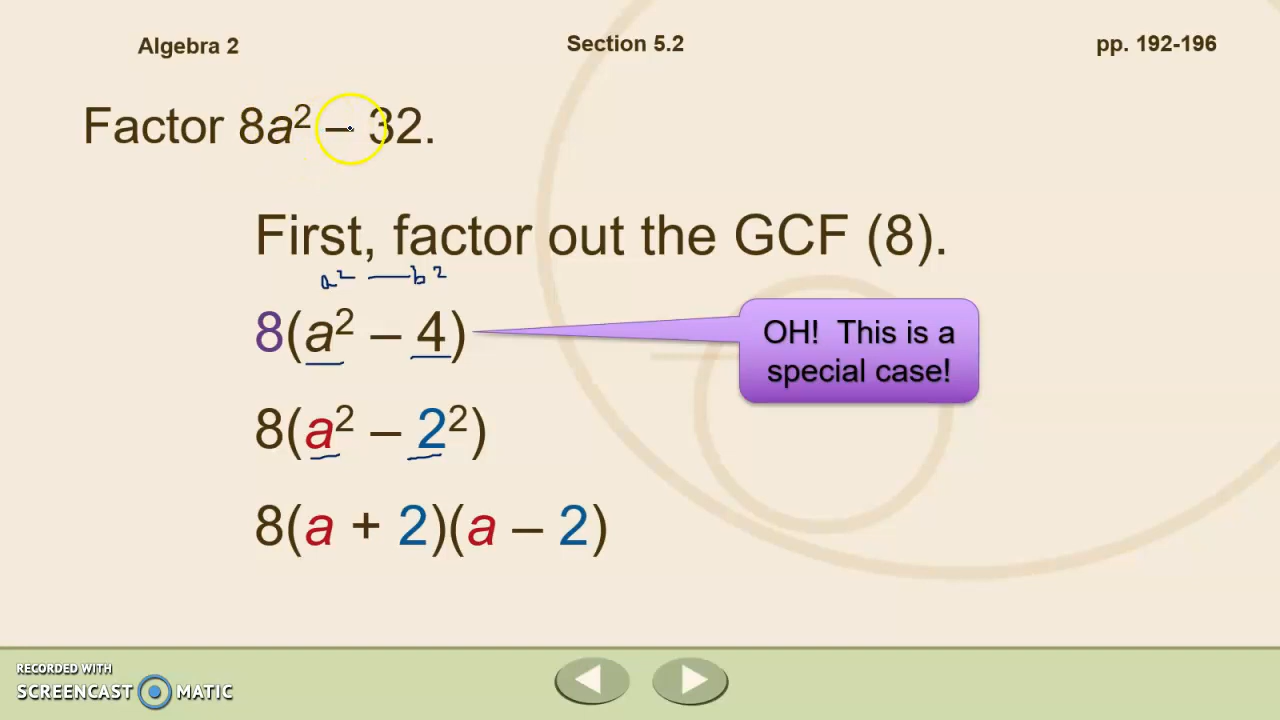 Algebra 2 Section 5.2 pp. 192-196
Factor 8a² – 32.
First, factor out the GCF (8).
a² — b²
8(a² – 4)
OH! This is a
special case!
8(a² – 2²)
8(a + 2)(a – 2)
RECORDED WITH
SCREENCAST MATIC